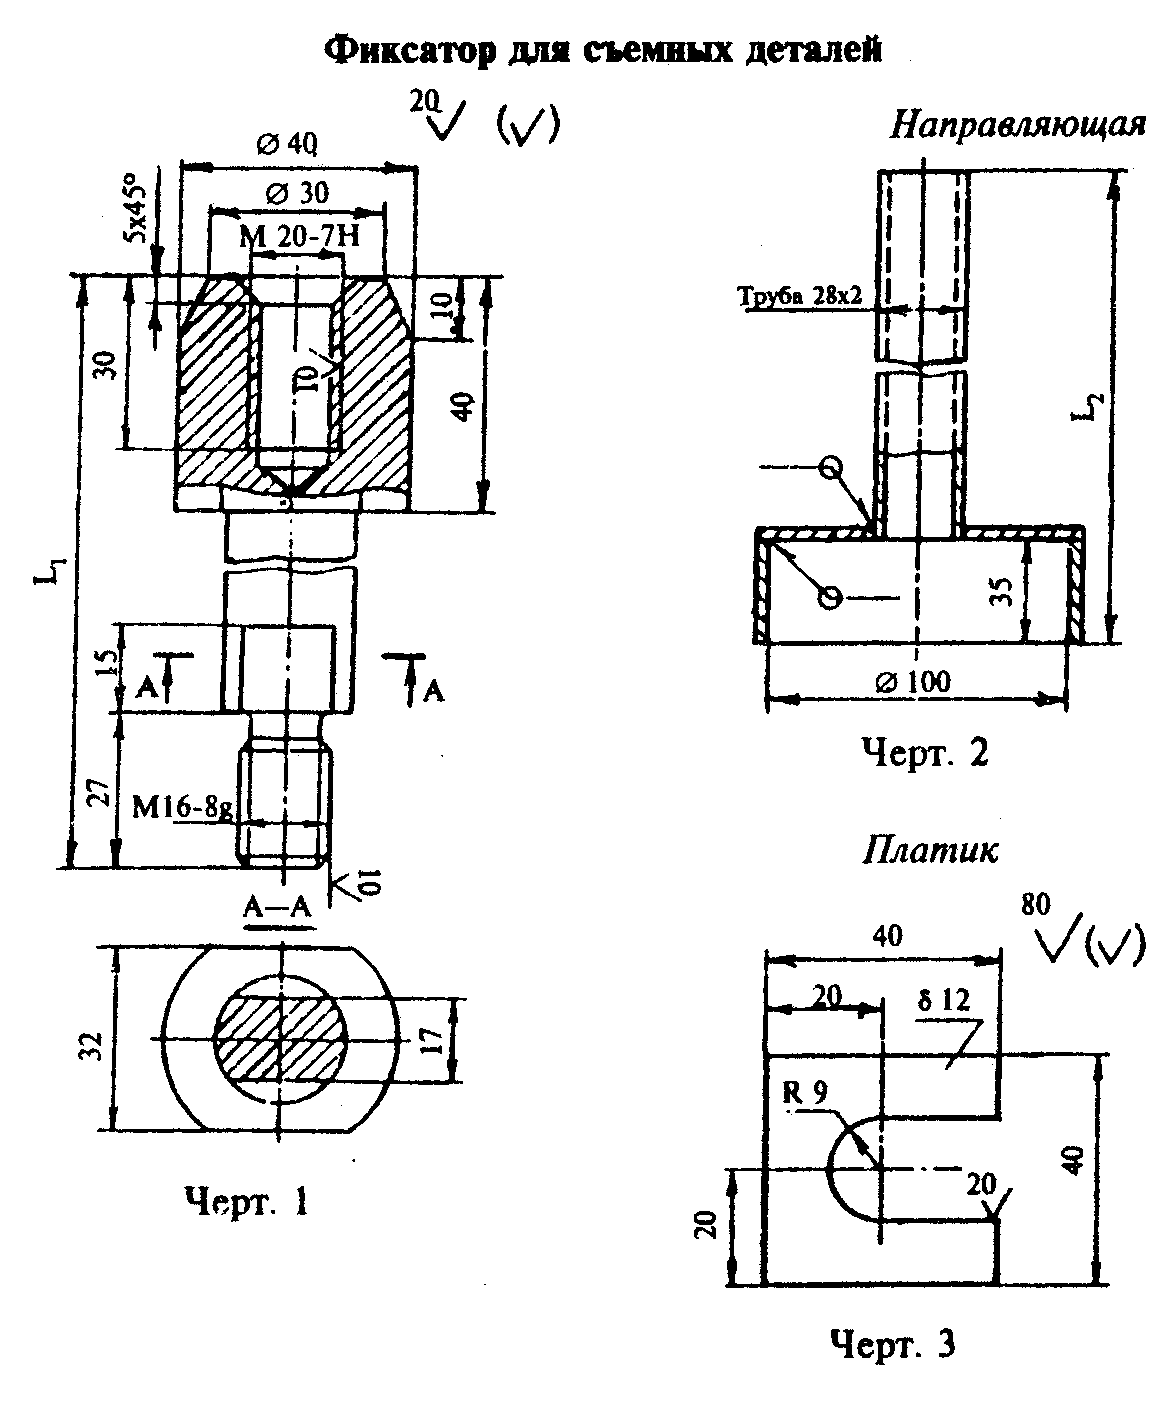 Фиксатор для съемных деталей
20
Ø 40
Ø 30
М 20-7Н
5х45°
30
10
10
40
L1
15
А
А
27
М16-8g
10
А—А
32
17
Черт. 1
Направляющая
Труба 28х2
L2
35
Ø 100
Черт. 2
Платик
80
40
20
δ 12
R 9
40
20
20
Черт. 3